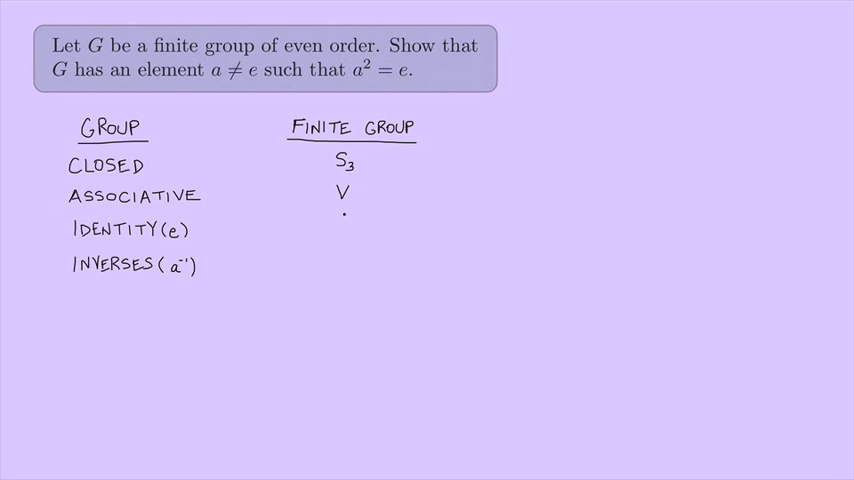 Let G be a finite group of even order. Show that
G has an element a ≠ e such that a² = e.
GROUP
CLOSED
ASSOCIATIVE
IDENTITY (e)
INVERSES (a⁻¹)
FINITE GROUP
S₃
V